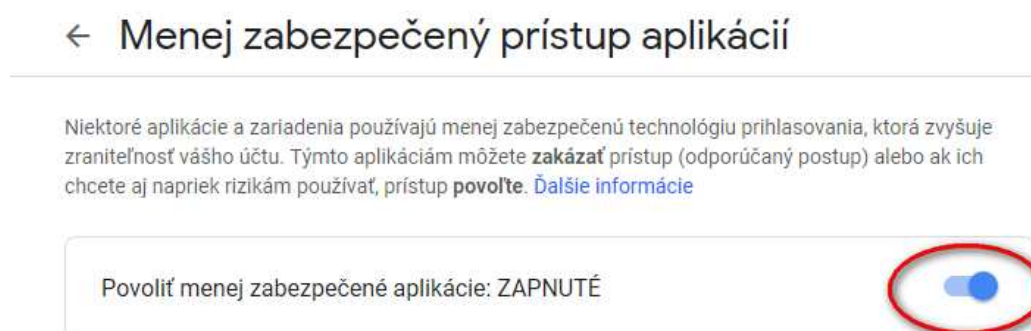 Menej zabezpečený prístup aplikácií
Niektoré aplikácie a zariadenia používajú menej zabezpečenú technológiu prihlasovania, ktorá zvyšuje
zraniteľnosť vášho účtu. Týmto aplikáciám môžete zakázať prístup (odporúčaný postup) alebo ak ich
chcete aj napriek rizikám používať, prístup povoľte. Ďalšie informácie
Povoliť menej zabezpečené aplikácie: ZAPNUTÉ